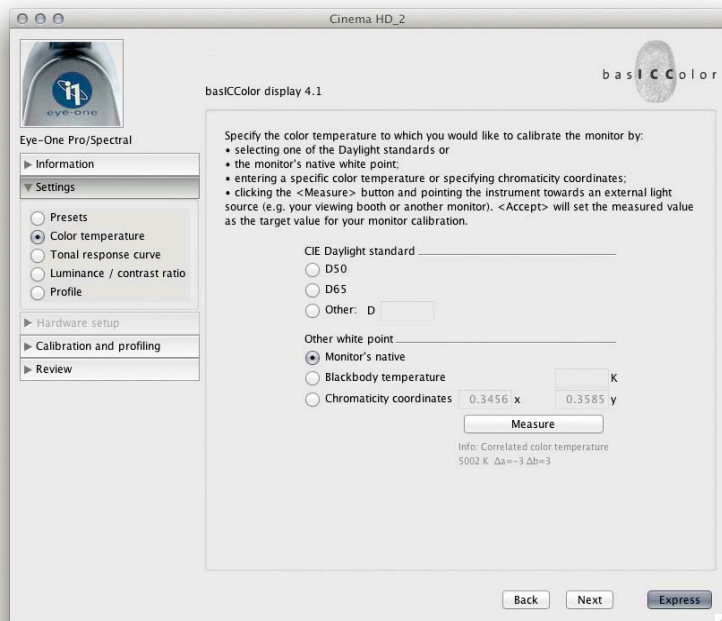 Cinema HD_2
i1
eye-one
basICColor
basICColor display 4.1
Eye-One Pro/Spectral
Information
Settings
Presets
Color temperature
Tonal response curve
Luminance / contrast ratio
Profile
Hardware setup
Calibration and profiling
Review
Specify the color temperature to which you would like to calibrate the monitor by:
• selecting one of the Daylight standards or
• the monitor's native white point;
• entering a specific color temperature or specifying chromaticity coordinates;
• clicking the <Measure> button and pointing the instrument towards an external light
source (e.g. your viewing booth or another monitor). <Accept> will set the measured value
as the target value for your monitor calibration.
CIE Daylight standard
D50
D65
Other: D
Other white point
Monitor's native
Blackbody temperature K
Chromaticity coordinates 0.3456 x 0.3585 y
Measure
Info: Correlated color temperature
5002 K Δa=-3 Δb=3
Back Next Express